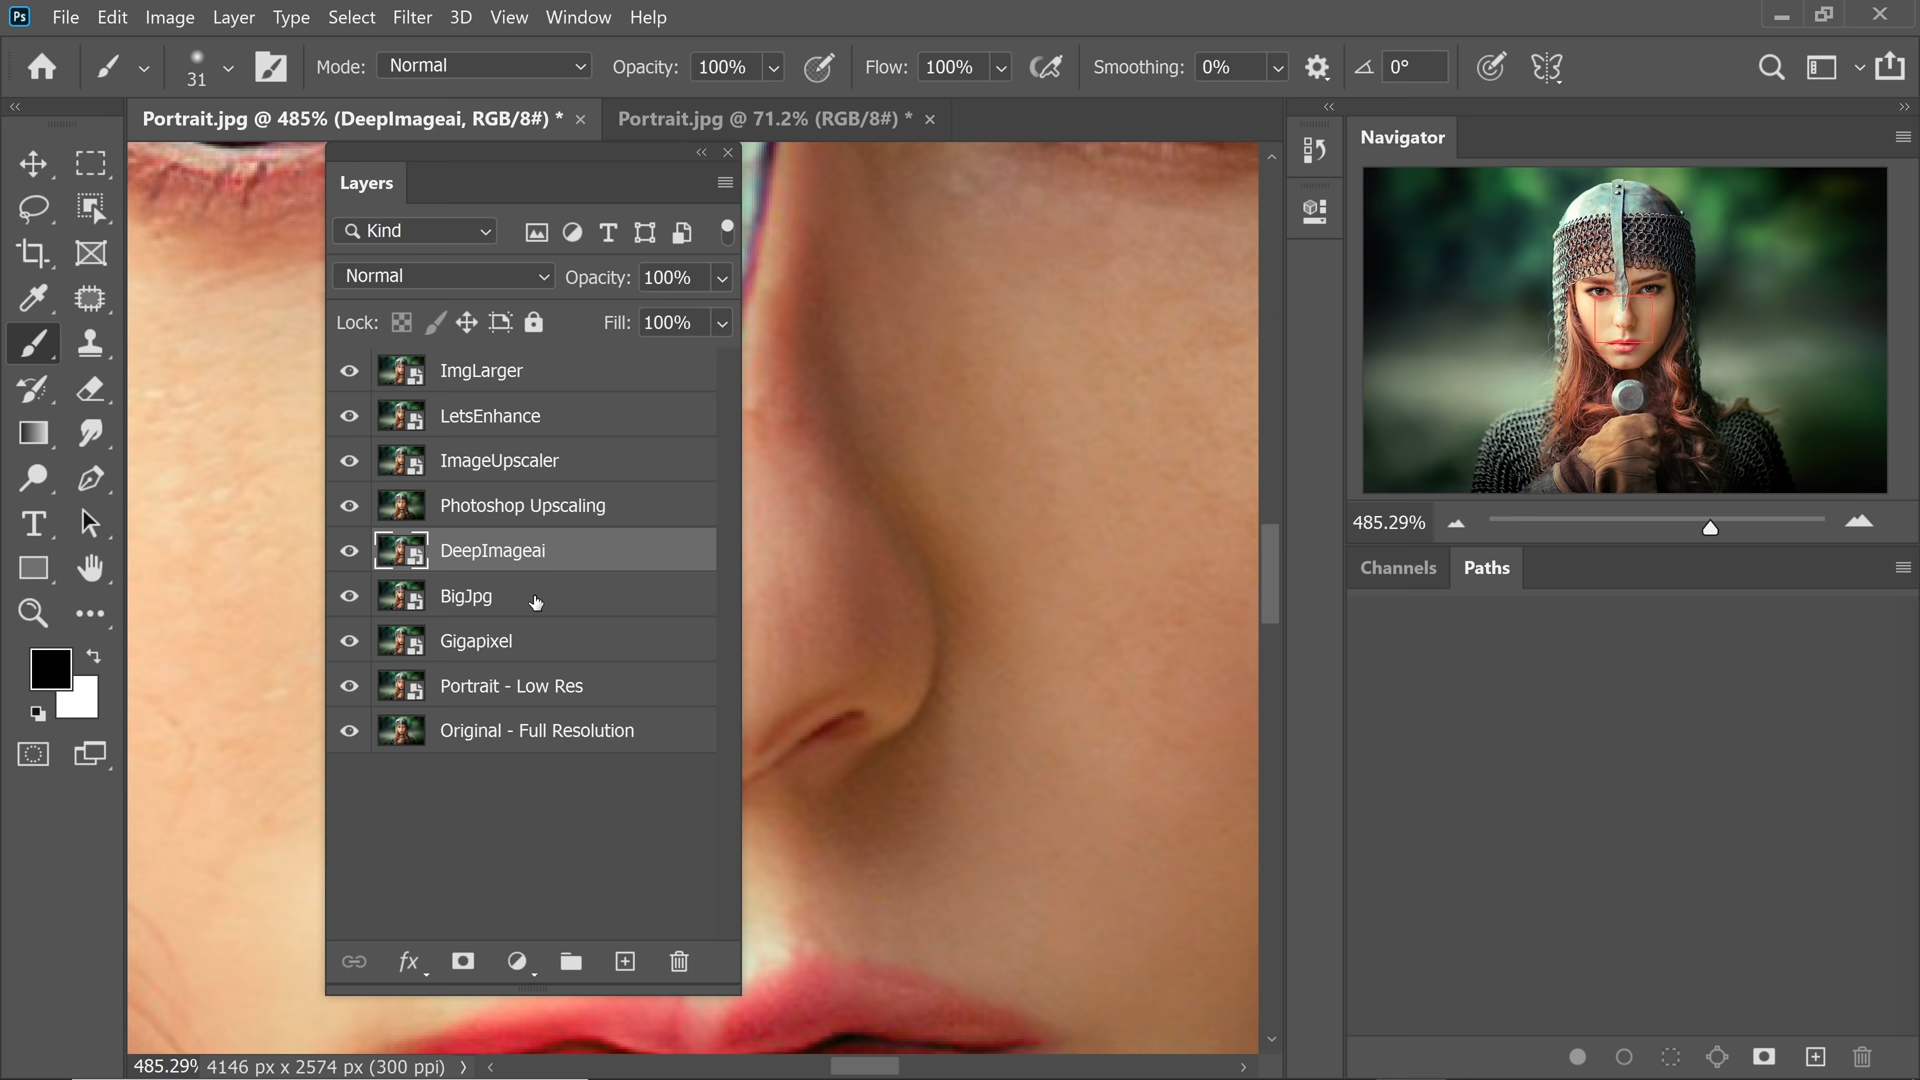 Ps File Edit Image Layer Type Select Filter 3D View Window Help
31 Mode: Normal Opacity: 100% Flow: 100% Smoothing: 0% 0°
Portrait.jpg @ 485% (DeepImageai, RGB/8#) * Portrait.jpg @ 71.2% (RGB/8#) *
Layers
Kind
Normal Opacity: 100%
Lock: Fill: 100%
ImgLarger
LetsEnhance
ImageUpscaler
Photoshop Upscaling
DeepImageai
BigJpg
Gigapixel
Portrait - Low Res
Original - Full Resolution
fx
Navigator
485.29%
Channels Paths
485.29% 4146 px x 2574 px (300 ppi)